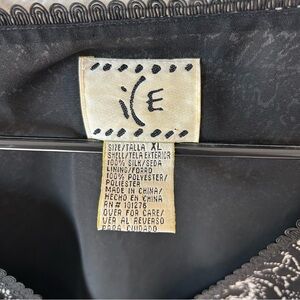 iCE
SIZE/TALLA XL
SHELL/TELA EXTERIOR
100% SILK/SEDA
LINING/FORRO
100% POLYESTER/
POLIESTER
MADE IN CHINA/
HECHO EN CHINA
RN# 101276
OVER FOR CARE/
VER AL REVERSO
PARA CUIDADO